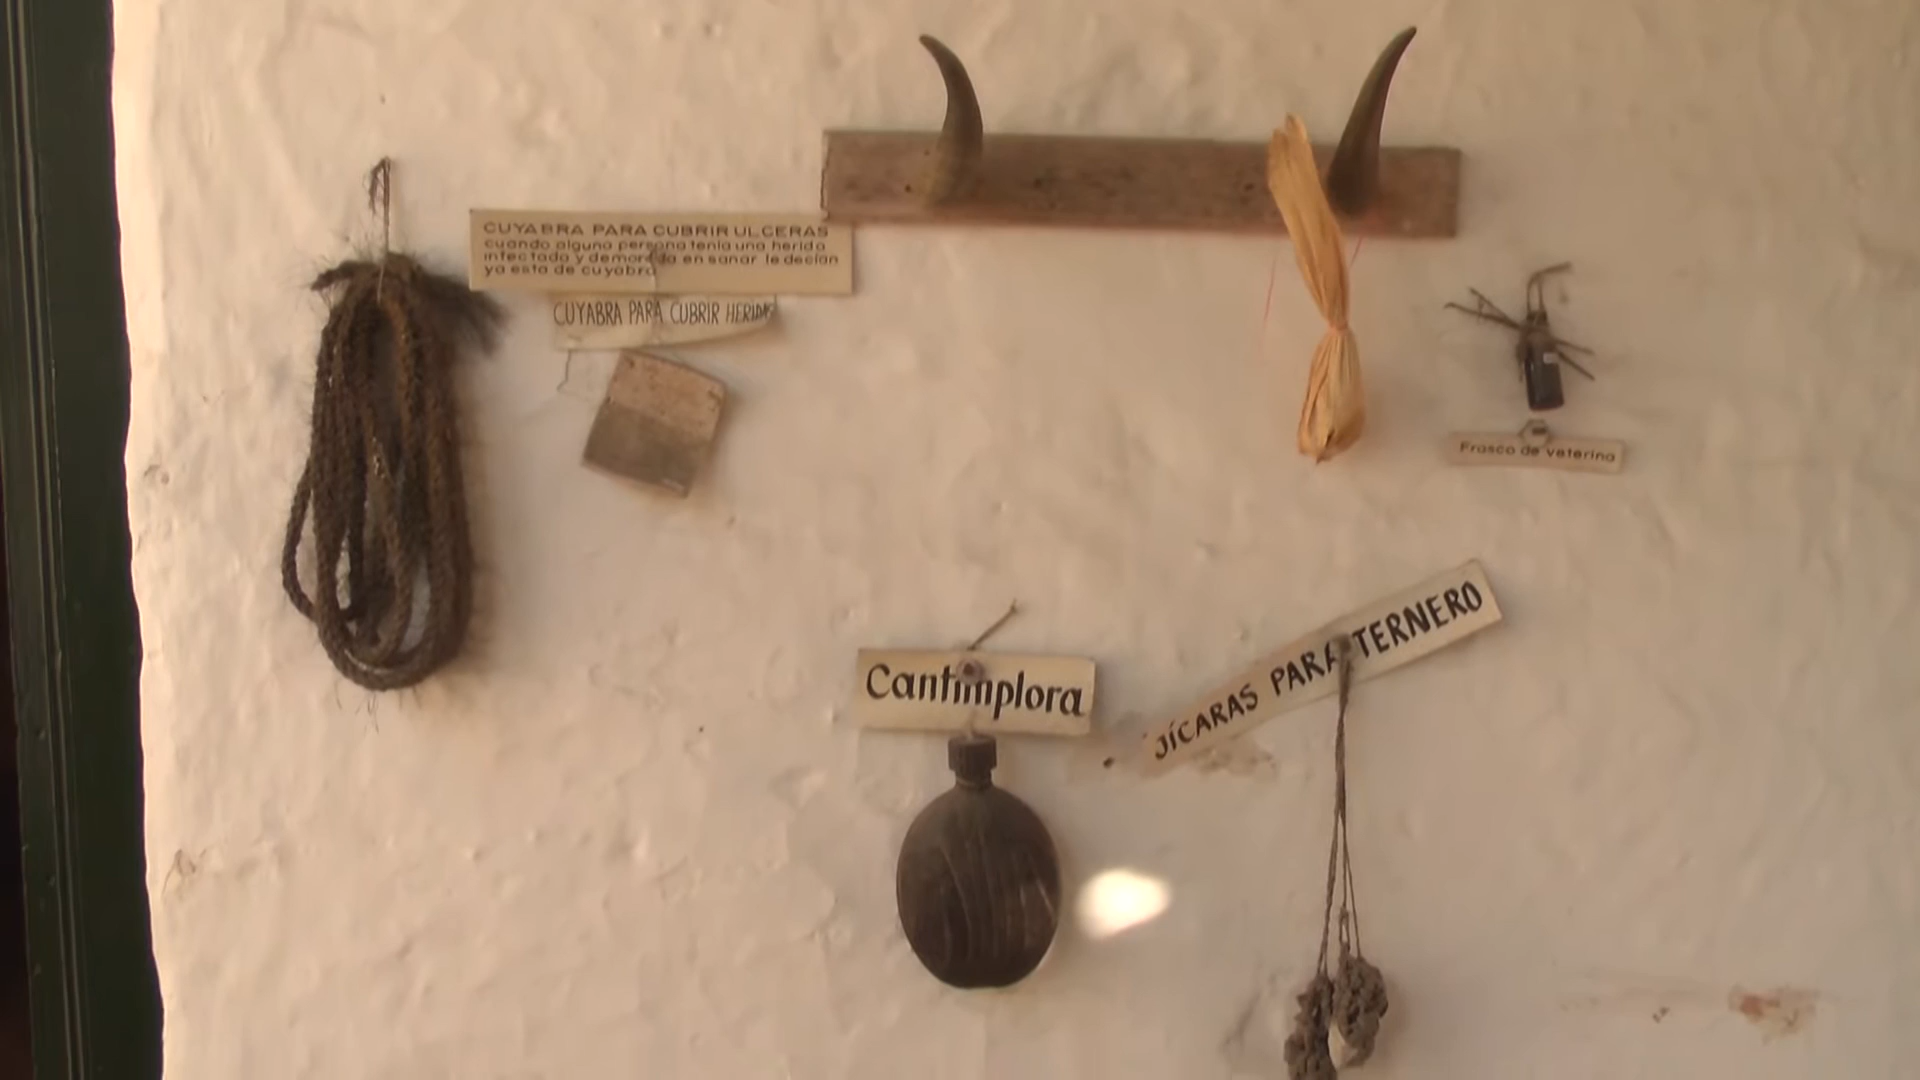 CUYABRA PARA CUBRIR ULCERAS
cuando alguna persona tenia una herida
infectada y demoraba en sanar le decian
ya esta de cuyabra
CUYABRA PARA CUBRIR HERIDAS
Frasco de veterina
Cantimplora
JÍCARAS PARA TERNERO